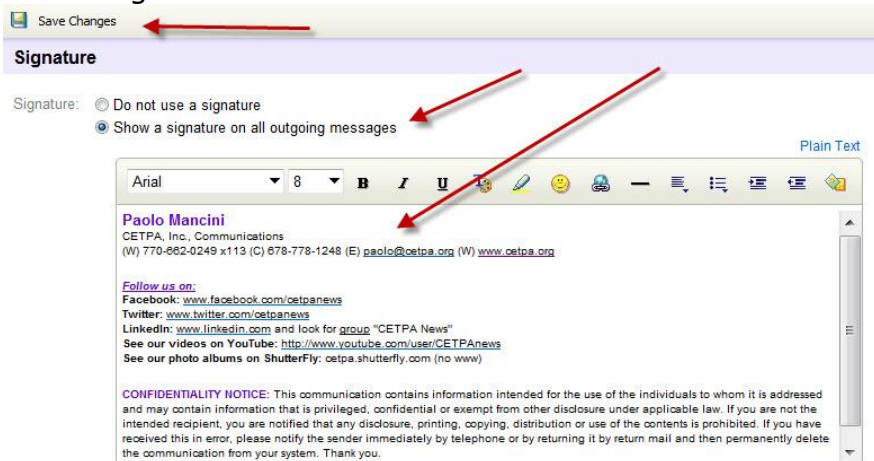 Save Changes
Signature
Signature: Do not use a signature
Show a signature on all outgoing messages
Plain Text
Arial 8 B I U
Paolo Mancini
CETPA, Inc., Communications
(W) 770-662-0249 x113 (C) 678-778-1248 (E) paolo@cetpa.org (W) www.cetpa.org
Follow us on:
Facebook: www.facebook.com/cetpanews
Twitter: www.twitter.com/cetpanews
LinkedIn: www.linkedin.com and look for group "CETPA News"
See our videos on YouTube: http://www.youtube.com/user/CETPAnews
See our photo albums on ShutterFly: cetpa.shutterfly.com (no www)
CONFIDENTIALITY NOTICE: This communication contains information intended for the use of the individuals to whom it is addressed
and may contain information that is privileged, confidential or exempt from other disclosure under applicable law. If you are not the
intended recipient, you are notified that any disclosure, printing, copying, distribution or use of the contents is prohibited. If you have
received this in error, please notify the sender immediately by telephone or by returning it by return mail and then permanently delete
the communication from your system. Thank you.